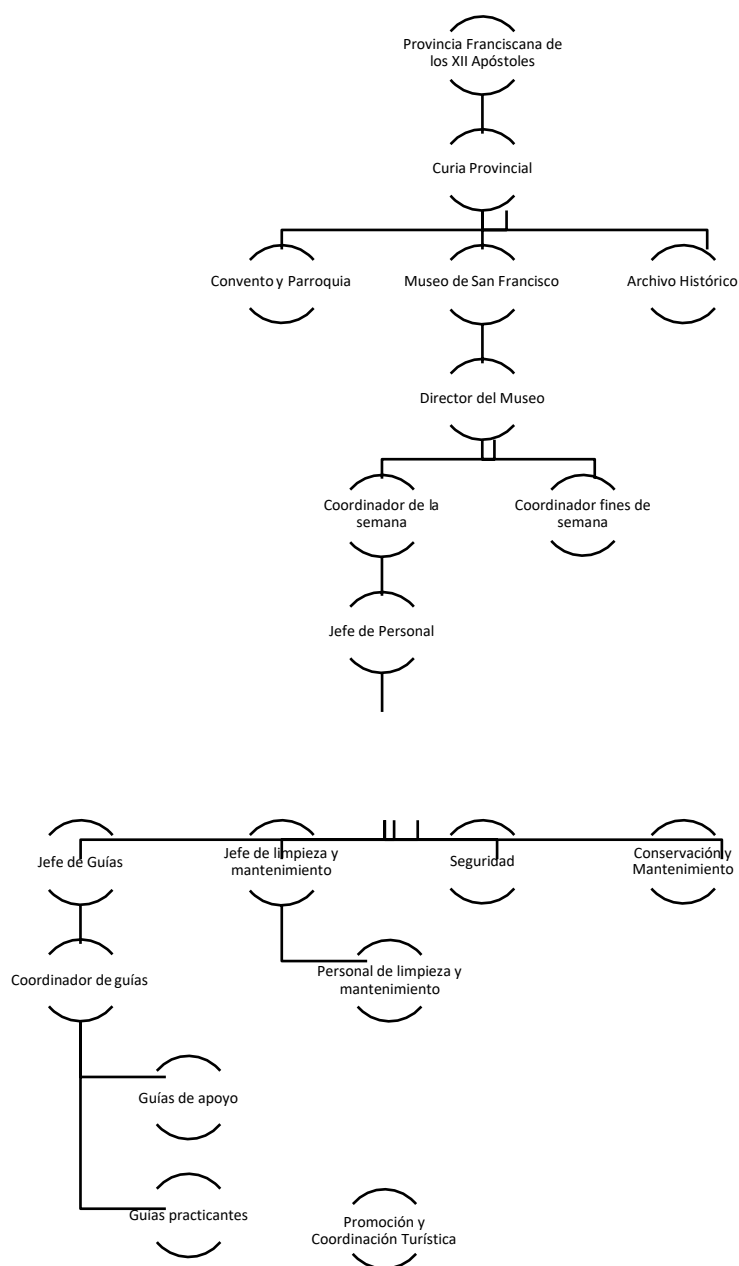 Provincia Franciscana de
los XII Apóstoles
Curia Provincial
Convento y Parroquia
Museo de San Francisco
Archivo Histórico
Director del Museo
Coordinador de la
semana
Coordinador fines de
semana
Jefe de Personal
Jefe de Guías
Jefe de limpieza y
mantenimiento
Seguridad
Conservación y
Mantenimiento
Coordinador de guías
Personal de limpieza y
mantenimiento
Guías de apoyo
Guías practicantes
Promoción y
Coordinación Turística